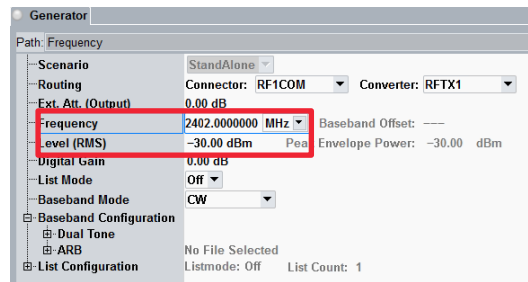 Generator
Path: Frequency
Scenario StandAlone
Routing Connector: RF1COM Converter: RFTX1
Ext. Att. (Output) 0.00 dB
Frequency 2402.0000000 MHz Baseband Offset: ---
Level (RMS) -30.00 dBm Peak Envelope Power: -30.00 dBm
Digital Gain 0.00 dB
List Mode Off
Baseband Mode CW
Baseband Configuration
Dual Tone
ARB No File Selected
List Configuration Listmode: Off List Count: 1